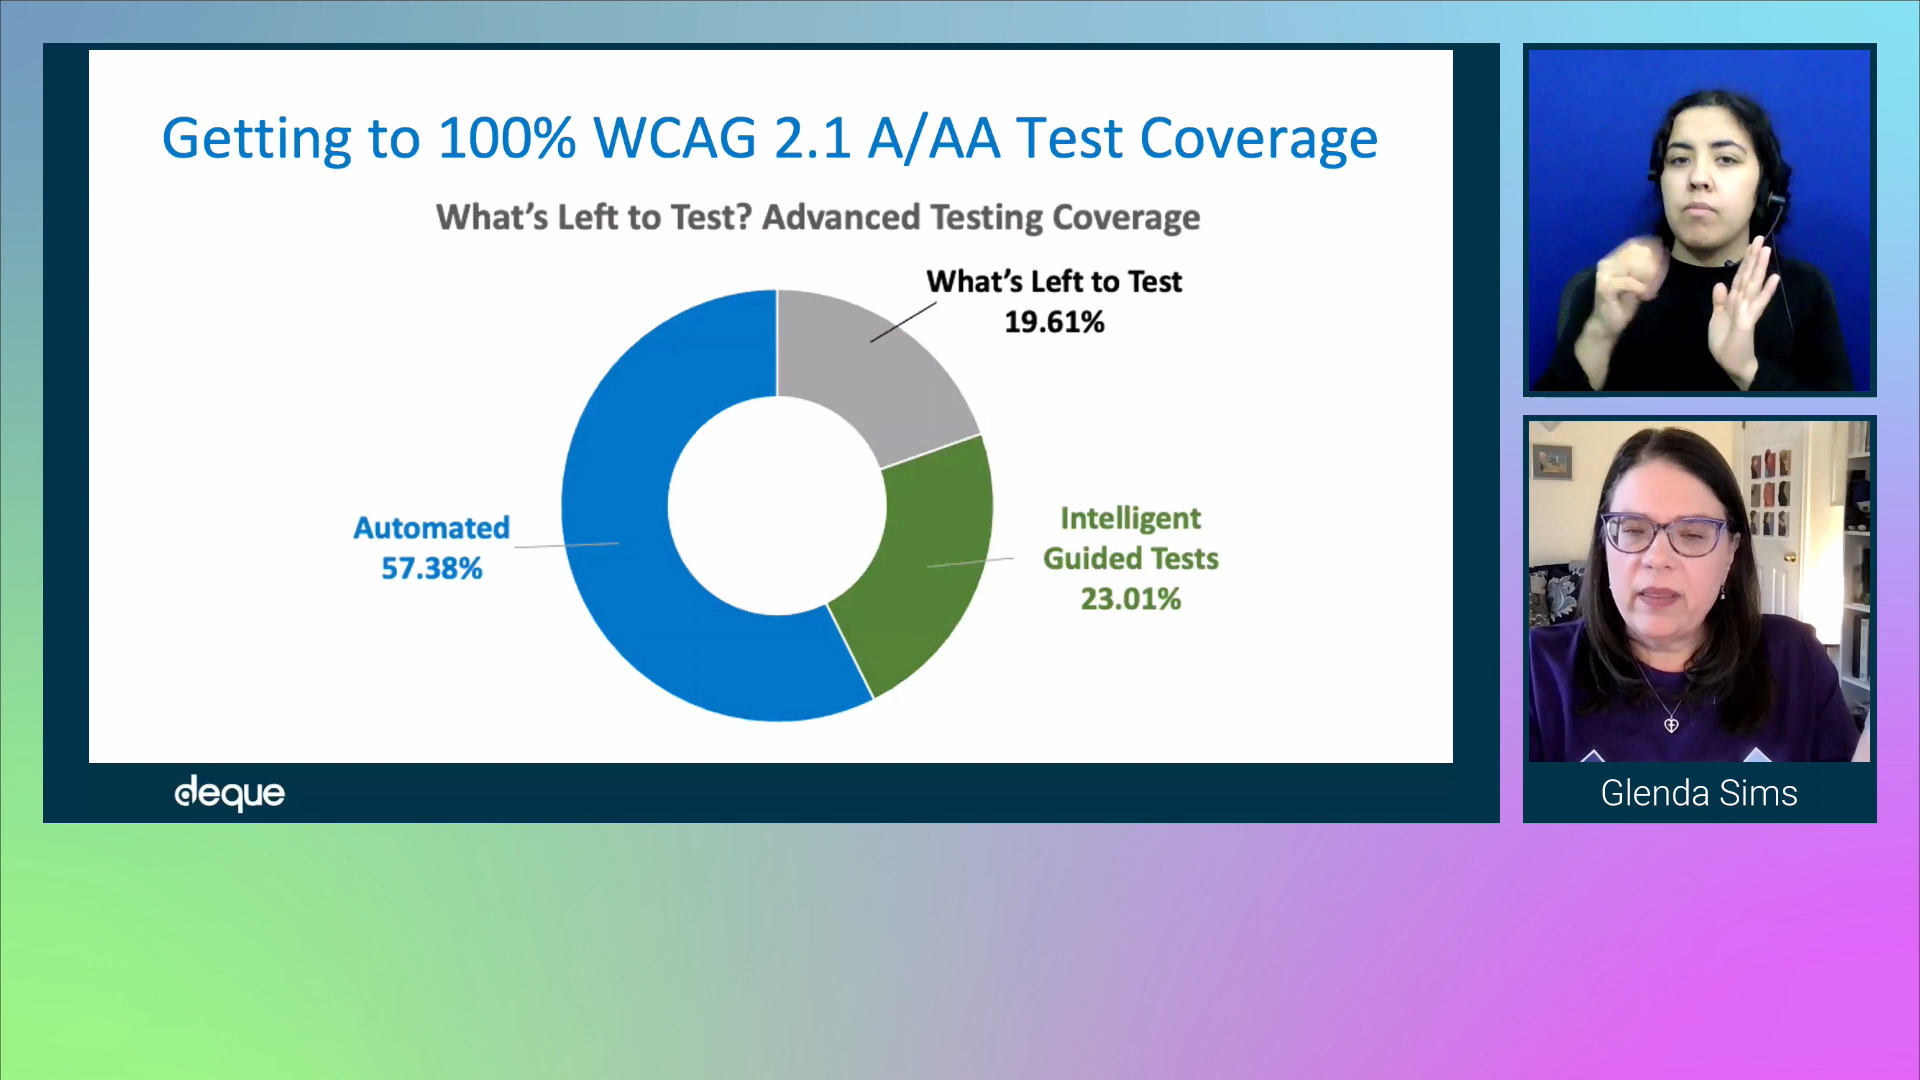 Getting to 100% WCAG 2.1 A/AA Test Coverage
What’s Left to Test? Advanced Testing Coverage
What’s Left to Test
19.61%
Automated
57.38%
Intelligent
Guided Tests
23.01%
deque
Glenda Sims